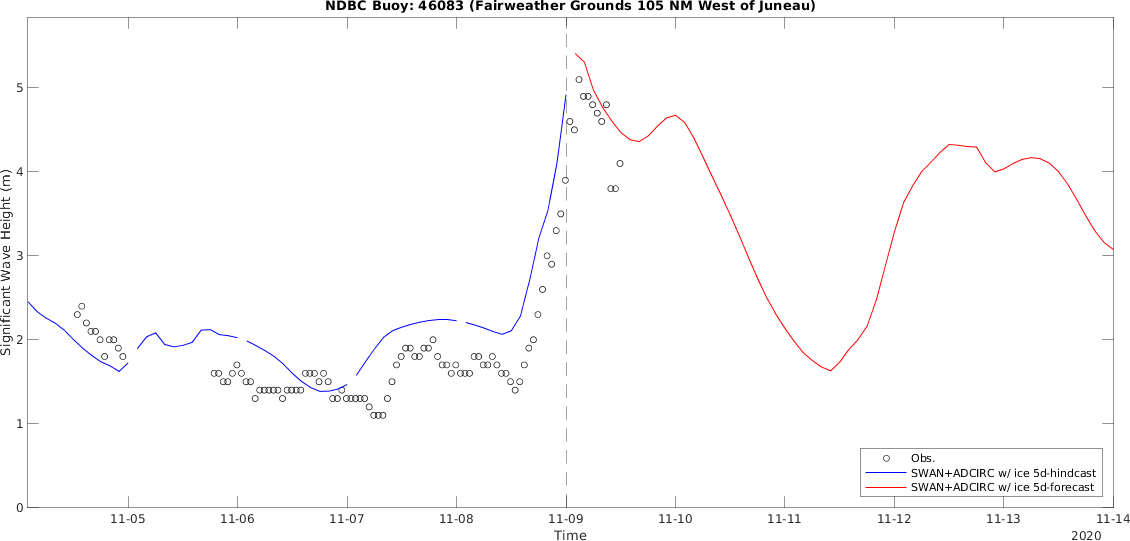 NDBC Buoy: 46083 (Fairweather Grounds 105 NM West of Juneau)
Significant Wave Height (m)
5
4
3
2
1
0
Obs.
SWAN+ADCIRC w/ ice 5d-hindcast
SWAN+ADCIRC w/ ice 5d-forecast
11-05 11-06 11-07 11-08 11-09 11-10 11-11 11-12 11-13 11-14
Time 2020